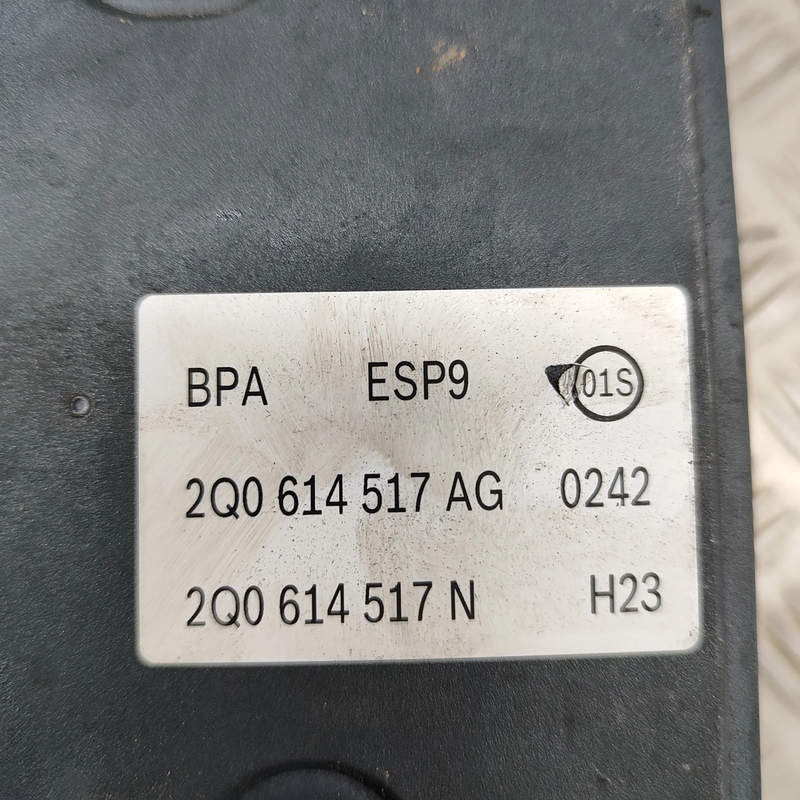 BPA ESP9 01S
2Q0 614 517 AG 0242
2Q0 614 517 N H23